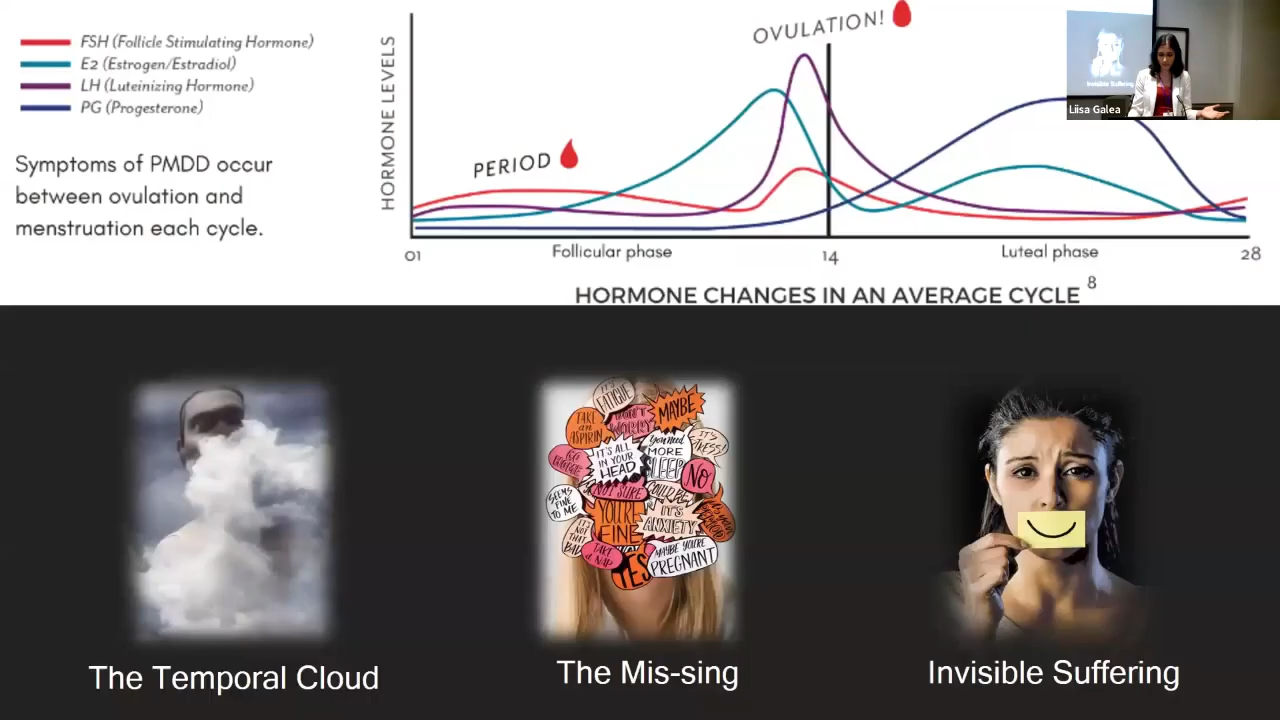 FSH (Follicle Stimulating Hormone)
E2 (Estrogen/Estradiol)
LH (Luteinizing Hormone)
PG (Progesterone)
Symptoms of PMDD occur
between ovulation and
menstruation each cycle.
HORMONE LEVELS
PERIOD
OVULATION!
01
Follicular phase
14
Luteal phase
28
HORMONE CHANGES IN AN AVERAGE CYCLE 8
Invisible Suffering
Liisa Galea
IT'S
FATIGUE
TAKE
an
ASPIRIN
DON'T
WORRY
MAYBE
IT'S ALL
IN YOUR
HEAD
You NEED
MORE
SLEEP
IT'S
STRESS!
NO
NOT SURE
SEEMS
FINE
TO ME
YOU'RE
FINE
COULD BE
IT'S
ANXIETY
IT'S
NOT
THAT
BAD
TAKE
A NAP
YES
MAYBE YOU'RE
PREGNANT
The Temporal Cloud
The Mis-sing
Invisible Suffering